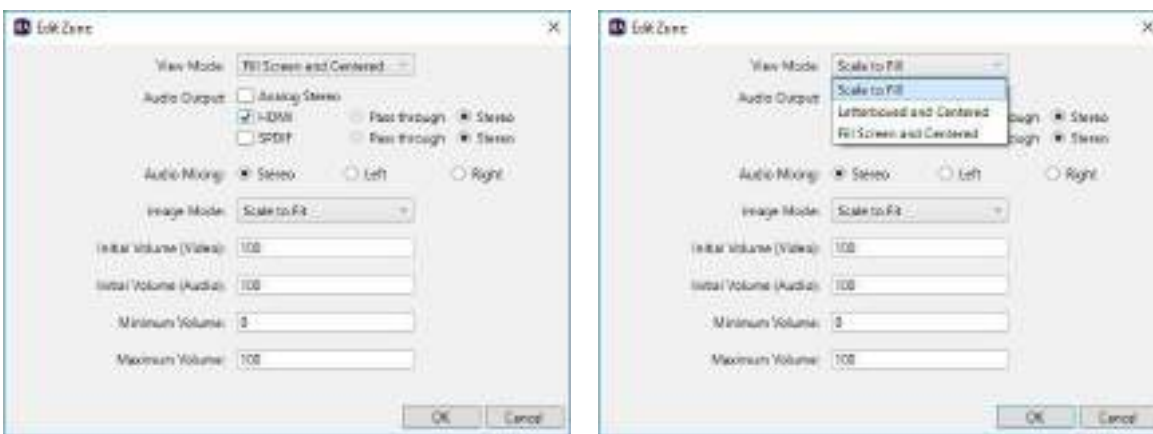 Edit Zone
View Mode: Fill Screen and Centered
Audio Output: Analog Stereo
HDMI Pass through Stereo
SPDIF Pass through Stereo
Audio Mixing: Stereo Left Right
Image Mode: Scale to Fit
Initial Volume (Video): 100
Initial Volume (Audio): 100
Minimum Volume: 0
Maximum Volume: 100
OK Cancel
Edit Zone
View Mode: Scale to Fill
Scale to Fill
Audio Output:
Letterboxed and Centered
Stereo
Fill Screen and Centered
Stereo
Audio Mixing: Stereo Left Right
Image Mode: Scale to Fit
Initial Volume (Video): 100
Initial Volume (Audio): 100
Minimum Volume: 0
Maximum Volume: 100
OK Cancel